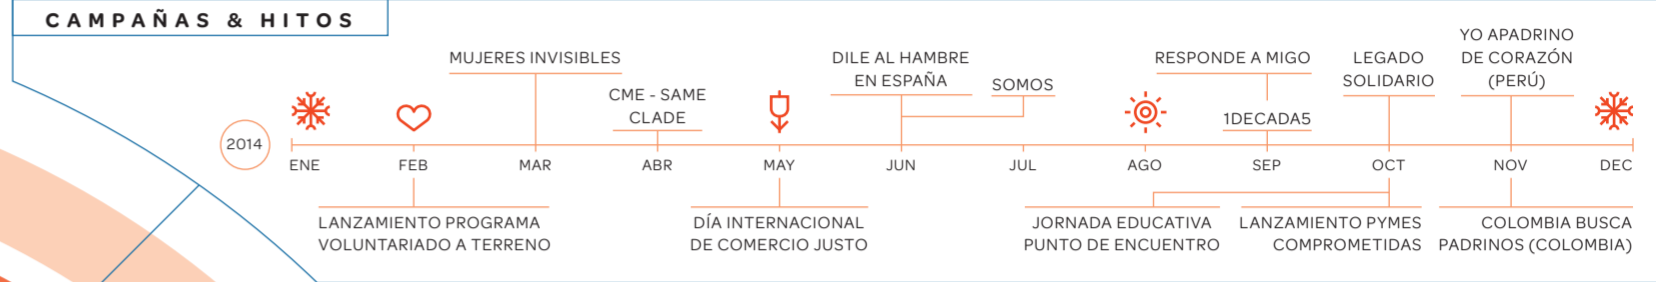 CAMPAÑAS & HITOS
YO APADRINO
DE CORAZÓN
(PERÚ)
MUJERES INVISIBLES
DILE AL HAMBRE
EN ESPAÑA
RESPONDE A MIGO
LEGADO
SOLIDARIO
SOMOS
CME - SAME
CLADE
1DECADA5
2014
ENE
FEB
MAR
ABR
MAY
JUN
JUL
AGO
SEP
OCT
NOV
DEC
LANZAMIENTO PROGRAMA
VOLUNTARIADO A TERRENO
DÍA INTERNACIONAL
DE COMERCIO JUSTO
JORNADA EDUCATIVA
PUNTO DE ENCUENTRO
LANZAMIENTO PYMES
COMPROMETIDAS
COLOMBIA BUSCA
PADRINOS (COLOMBIA)